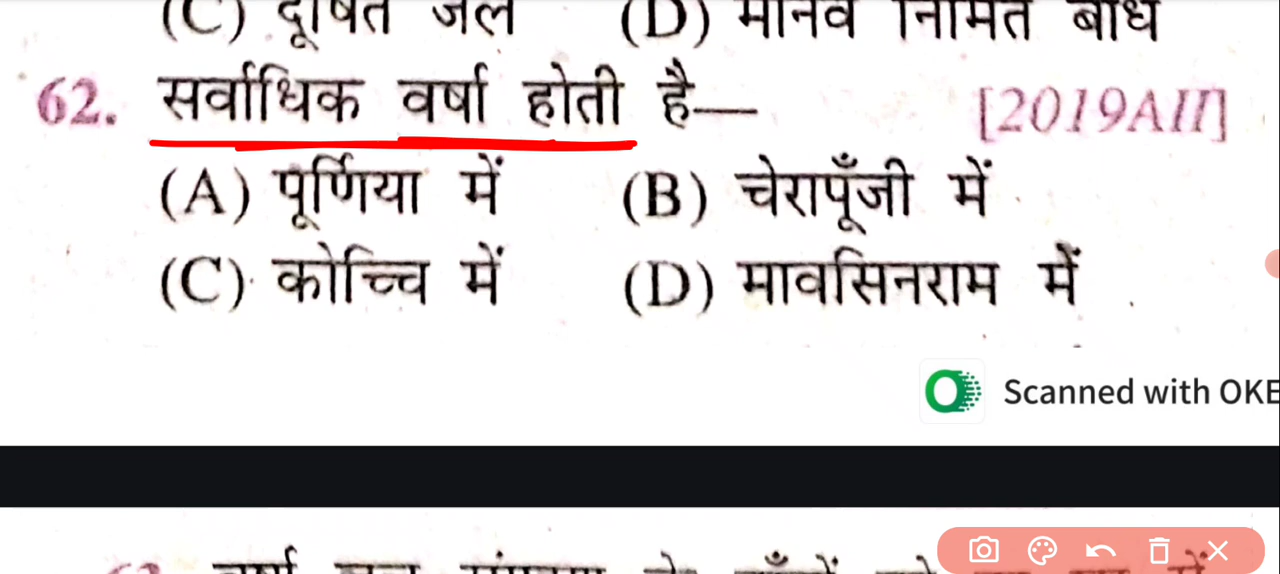 (C) दूषित जल (D) मानव निर्मित बाँध
62. सर्वाधिक वर्षा होती है— [2019AII]
(A) पूर्णिया में (B) चेरापूँजी में
(C) कोच्चि में (D) मावसिनराम में
Scanned with OKE